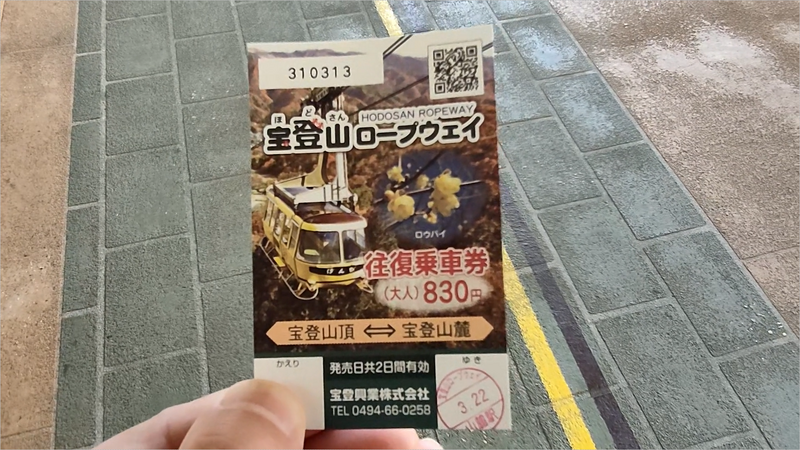 310313
HODOSAN ROPEWAY
ほどさん
宝登山ロープウェイ
ロウバイ
往復乗車券
(大人)830円
宝登山頂⇔宝登山麓
かえり
発売日共2日間有効
ゆき
宝登興業株式会社
TEL 0494-66-0258
3.22
山麓駅